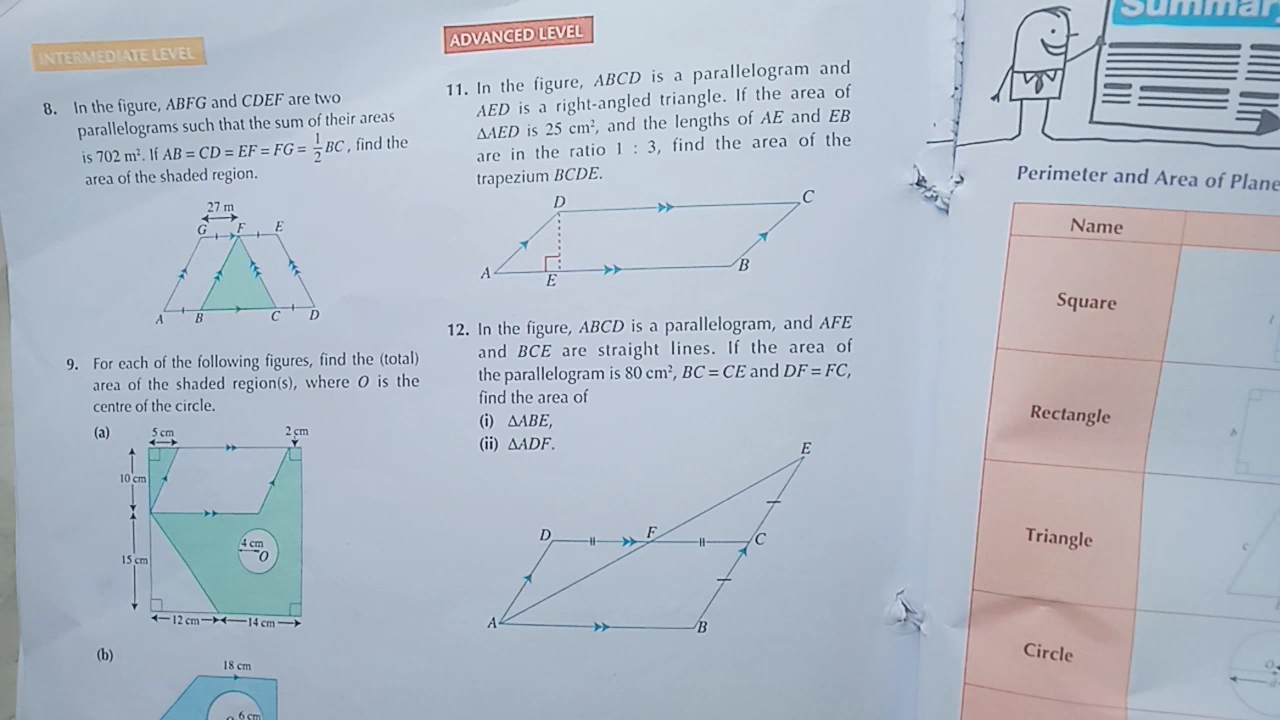 INTERMEDIATE LEVEL
8. In the figure, ABFG and CDEF are two
parallelograms such that the sum of their areas
is 702 m². If AB = CD = EF = FG = 1/2 BC, find the
area of the shaded region.
27 m
G F E
A B C D
9. For each of the following figures, find the (total)
area of the shaded region(s), where O is the
centre of the circle.
(a)
5 cm 2 cm
10 cm
4 cm
O
15 cm
12 cm 14 cm
(b)
18 cm
6 cm
ADVANCED LEVEL
11. In the figure, ABCD is a parallelogram and
AED is a right-angled triangle. If the area of
△AED is 25 cm², and the lengths of AE and EB
are in the ratio 1 : 3, find the area of the
trapezium BCDE.
D C
A E B
12. In the figure, ABCD is a parallelogram, and AFE
and BCE are straight lines. If the area of
the parallelogram is 80 cm², BC = CE and DF = FC,
find the area of
(i) △ABE,
(ii) △ADF.
E
D F C
A B
Summar
Perimeter and Area of Plane
Name
Square
Rectangle
b
Triangle
c
Circle